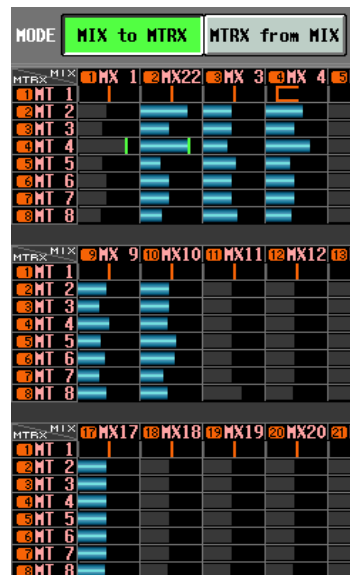 MODE MIX to MTRX MTRX from MIX
MTRX MIX 1 MX 1 2 MX22 3 MX 3 4 MX 4 5
1 MT 1
2 MT 2
3 MT 3
4 MT 4
5 MT 5
6 MT 6
7 MT 7
8 MT 8
MTRX MIX 9 MX 9 10 MX10 11 MX11 12 MX12 13
1 MT 1
2 MT 2
3 MT 3
4 MT 4
5 MT 5
6 MT 6
7 MT 7
8 MT 8
MTRX MIX 17 MX17 18 MX18 19 MX19 20 MX20 21
1 MT 1
2 MT 2
3 MT 3
4 MT 4
5 MT 5
6 MT 6
7 MT 7
8 MT 8